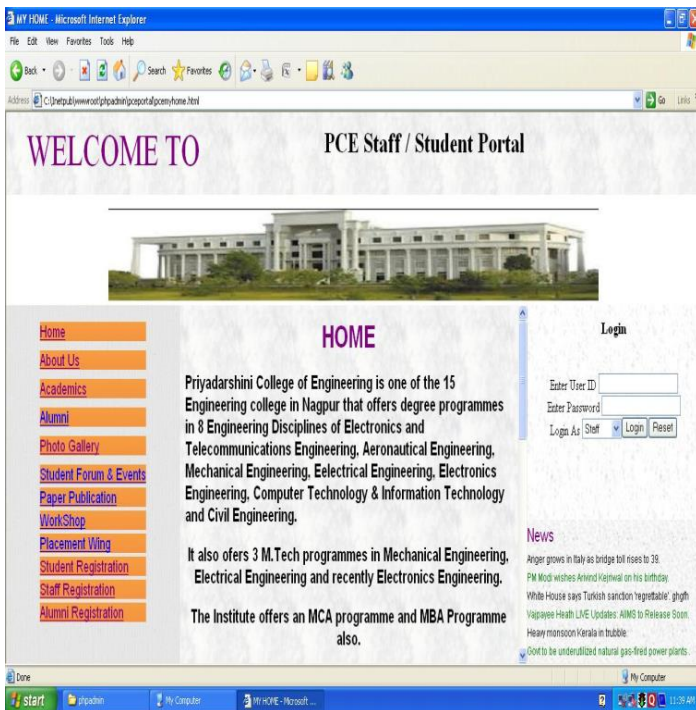 MY HOME - Microsoft Internet Explorer
File Edit View Favorites Tools Help
Back Search Favorites
Address C:\Inetpub\wwwroot\phpadmin\pceportal\pcemyhome.html Go Links
WELCOME TO
PCE Staff / Student Portal
Home
About Us
Academics
Alumni
Photo Gallery
Student Forum & Events
Paper Publication
WorkShop
Placement Wing
Student Registration
Staff Registration
Alumni Registration
HOME
Priyadarshini College of Engineering is one of the 15
Engineering college in Nagpur that offers degree programmes
in 8 Engineering Disciplines of Electronics and
Telecommunications Engineering, Aeronautical Engineering,
Mechanical Engineering, Eelectrical Engineering, Electronics
Engineering, Computer Technology & Information Technology
and Civil Engineering.
It also ofers 3 M.Tech programmes in Mechanical Engineering,
Electrical Engineering and recently Electronics Engineering.
The Institute offers an MCA programme and MBA Programme
also.
Login
Enter User ID
Enter Password
Login As Staff Login Reset
News
Anger grows in Italy as bridge toll rises to 39.
PM Modi wishes Arivind Kejriwal on his birthday.
White House says Turkish sanction 'regrettable'. ghgfh
Vajpayee Heath LIVE Updates: AIIMS to Release Soon.
Heavy monsoon Kerala in trubble.
Govt to be underutilized natural gas-fired power plants.
Done My Computer
start phpadmin My Computer MY HOME - Microsoft ... 11:39 AM